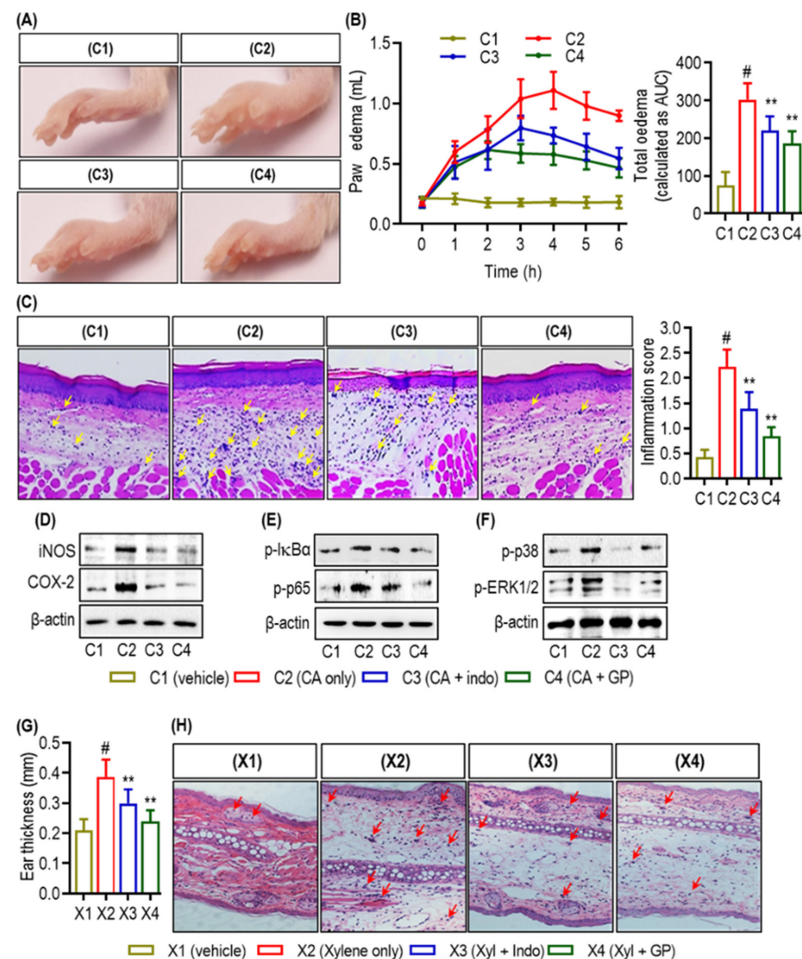 (A)
(C1)
(C2)
(C3)
(C4)
(B)
C1
C2
C3
C4
Paw edema (mL)
1.5
1.0
0.5
0.0
0 1 2 3 4 5 6
Time (h)
Total oedema
(calculated as AUC)
400
300
200
100
0
#
**
**
C1 C2 C3 C4
(C)
(C1)
(C2)
(C3)
(C4)
Inflammation score
3.0
2.5
2.0
1.5
1.0
0.5
0.0
#
**
**
C1 C2 C3 C4
(D)
iNOS
COX-2
β-actin
C1 C2 C3 C4
(E)
p-IκBα
p-p65
β-actin
C1 C2 C3 C4
(F)
p-p38
p-ERK1/2
β-actin
C1 C2 C3 C4
C1 (vehicle) C2 (CA only) C3 (CA + indo) C4 (CA + GP)
(G)
Ear thickness (mm)
0.5
0.4
0.3
0.2
0.1
0.0
#
**
**
X1 X2 X3 X4
(H)
(X1)
(X2)
(X3)
(X4)
X1 (vehicle) X2 (Xylene only) X3 (Xyl + Indo) X4 (Xyl + GP)